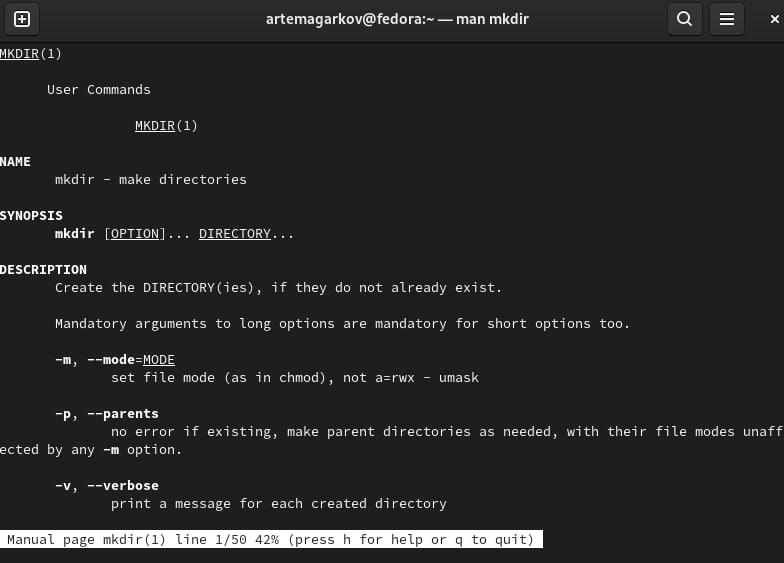 artemagarkov@fedora:~ — man mkdir
MKDIR(1)
User Commands
MKDIR(1)
NAME
mkdir - make directories
SYNOPSIS
mkdir [OPTION]... DIRECTORY...
DESCRIPTION
Create the DIRECTORY(ies), if they do not already exist.
Mandatory arguments to long options are mandatory for short options too.
-m, --mode=MODE
set file mode (as in chmod), not a=rwx - umask
-p, --parents
no error if existing, make parent directories as needed, with their file modes unaff
ected by any -m option.
-v, --verbose
print a message for each created directory
Manual page mkdir(1) line 1/50 42% (press h for help or q to quit)